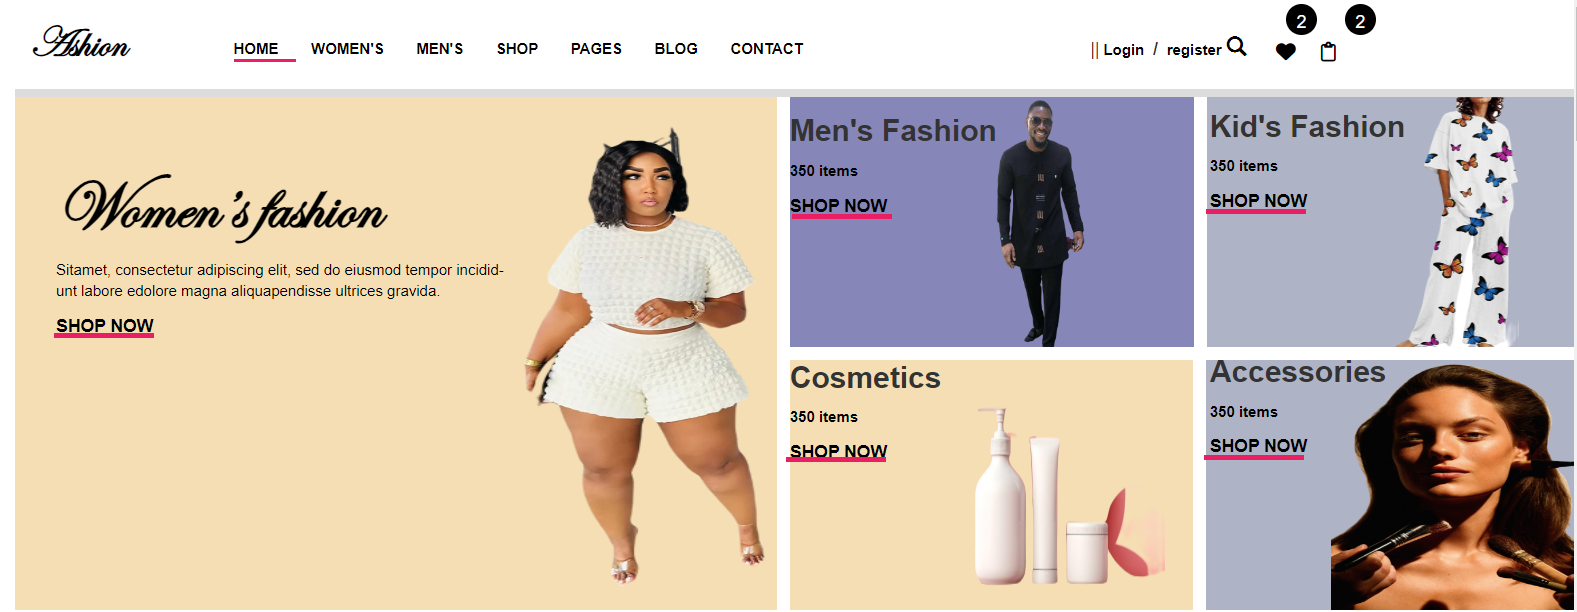 Ashion
HOME WOMEN'S MEN'S SHOP PAGES BLOG CONTACT
|| Login / register
2
2
Women's fashion
Sitamet, consectetur adipiscing elit, sed do eiusmod tempor incidid-
unt labore edolore magna aliquapendisse ultrices gravida.
SHOP NOW
Men's Fashion
350 items
SHOP NOW
Kid's Fashion
350 items
SHOP NOW
Cosmetics
350 items
SHOP NOW
Accessories
350 items
SHOP NOW